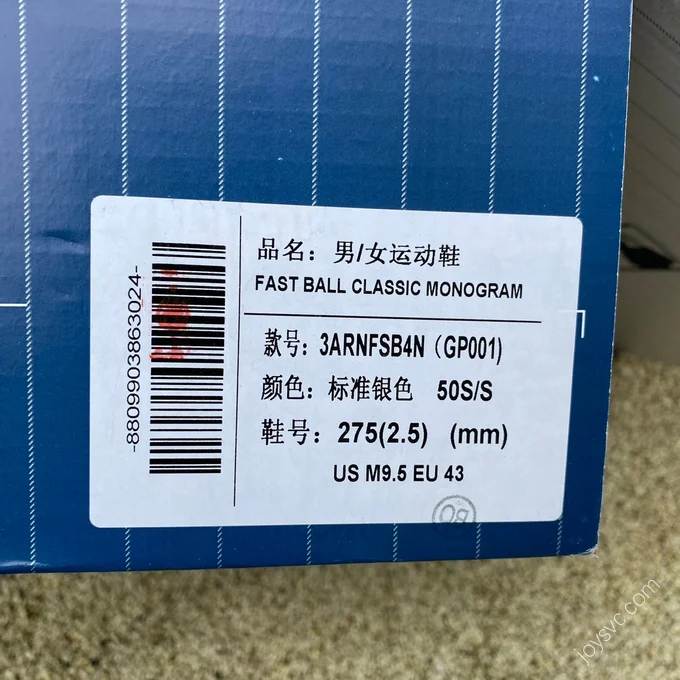 品名：男/女运动鞋
FAST BALL CLASSIC MONOGRAM
款号：3ARNFSB4N（GP001)
颜色：标准银色 50S/S
鞋号：275(2.5) (mm)
US M9.5 EU 43
-8809903863024-
joysvc.com